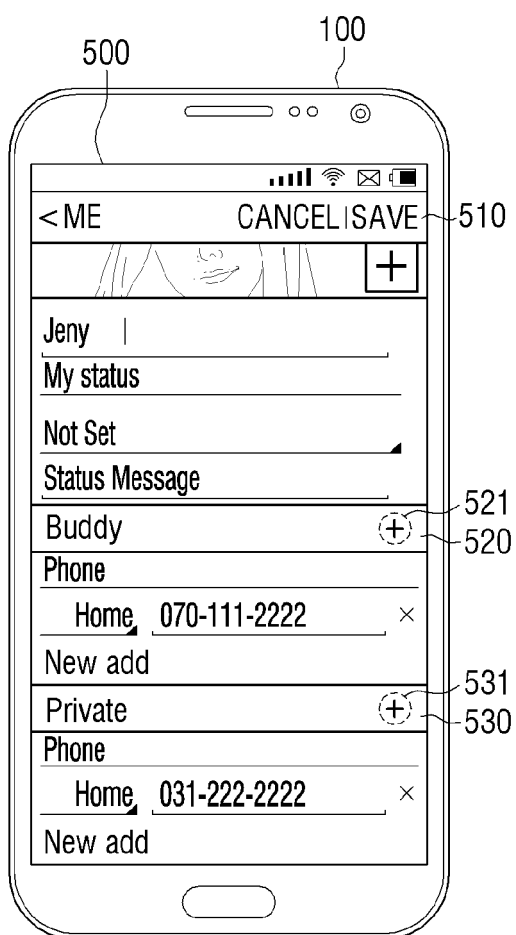 100
500
< ME CANCEL|SAVE 510
+
Jeny |
My status
Not Set
Status Message
Buddy + 521
520
Phone
Home 070-111-2222 ×
New add
Private + 531
530
Phone
Home 031-222-2222 ×
New add